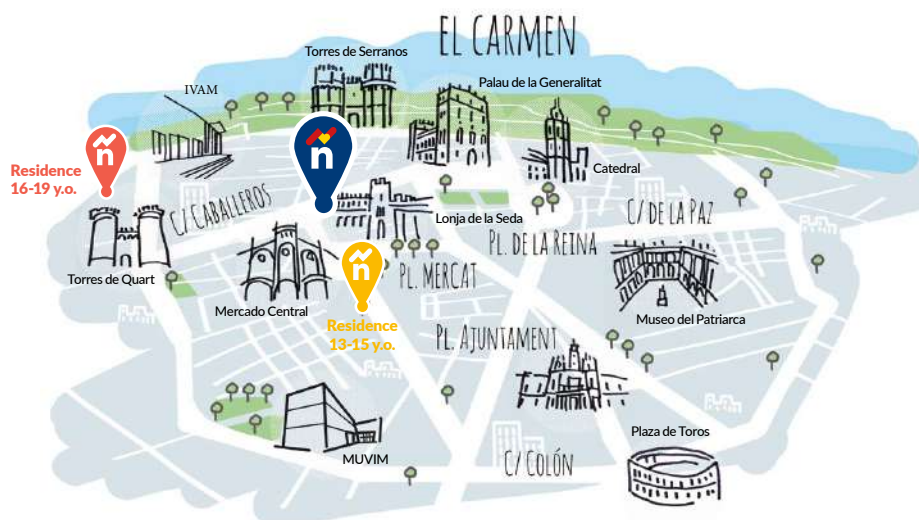 EL CARMEN
Torres de Serranos
Palau de la Generalitat
IVAM
ñ
ñ
Residence
16-19 y.o.
Catedral
C/ CABALLEROS
Lonja de la Seda
C/ DE LA PAZ
PL. DE LA REINA
Torres de Quart
ñ
PL. MERCAT
Mercado Central
Museo del Patriarca
Residence
13-15 y.o.
PL. AJUNTAMENT
MUVIM
C/ COLÓN
Plaza de Toros